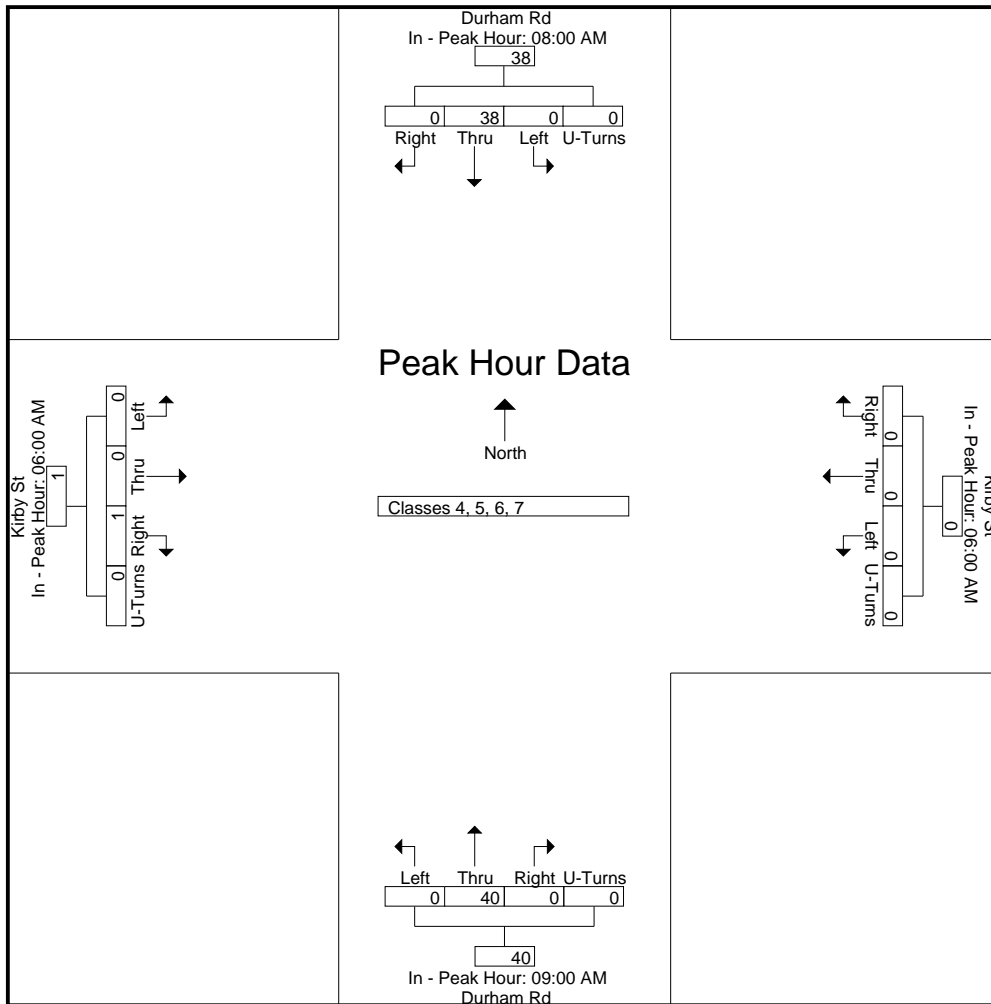 Durham Rd
In - Peak Hour: 08:00 AM
38
0 38 0 0
Right Thru Left U-Turns
Peak Hour Data
North
Classes 4, 5, 6, 7
Kirby St
In - Peak Hour: 06:00 AM
1
0 0 1 0
Left Thru Right U-Turns
Right Thru Left U-Turns
0 0 0 0
0
In - Peak Hour: 06:00 AM
Kirby St
Left Thru Right U-Turns
0 40 0 0
40
In - Peak Hour: 09:00 AM
Durham Rd